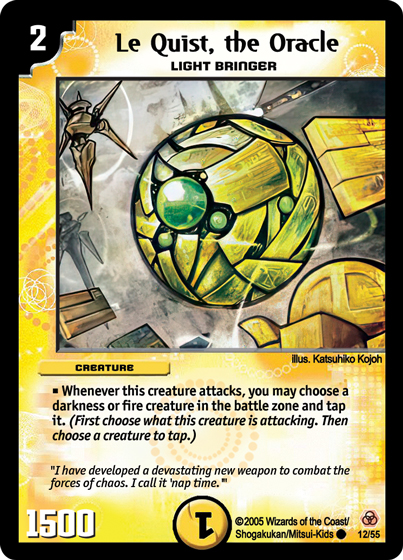 2
Le Quist, the Oracle
LIGHT BRINGER
illus. Katsuhiko Kojoh
CREATURE
▪ Whenever this creature attacks, you may choose a
darkness or fire creature in the battle zone and tap
it. (First choose what this creature is attacking. Then
choose a creature to tap.)
"I have developed a devastating new weapon to combat the
forces of chaos. I call it 'nap time.'"
1500
1
©2005 Wizards of the Coast/
Shogakukan/Mitsui-Kids ● 12/55